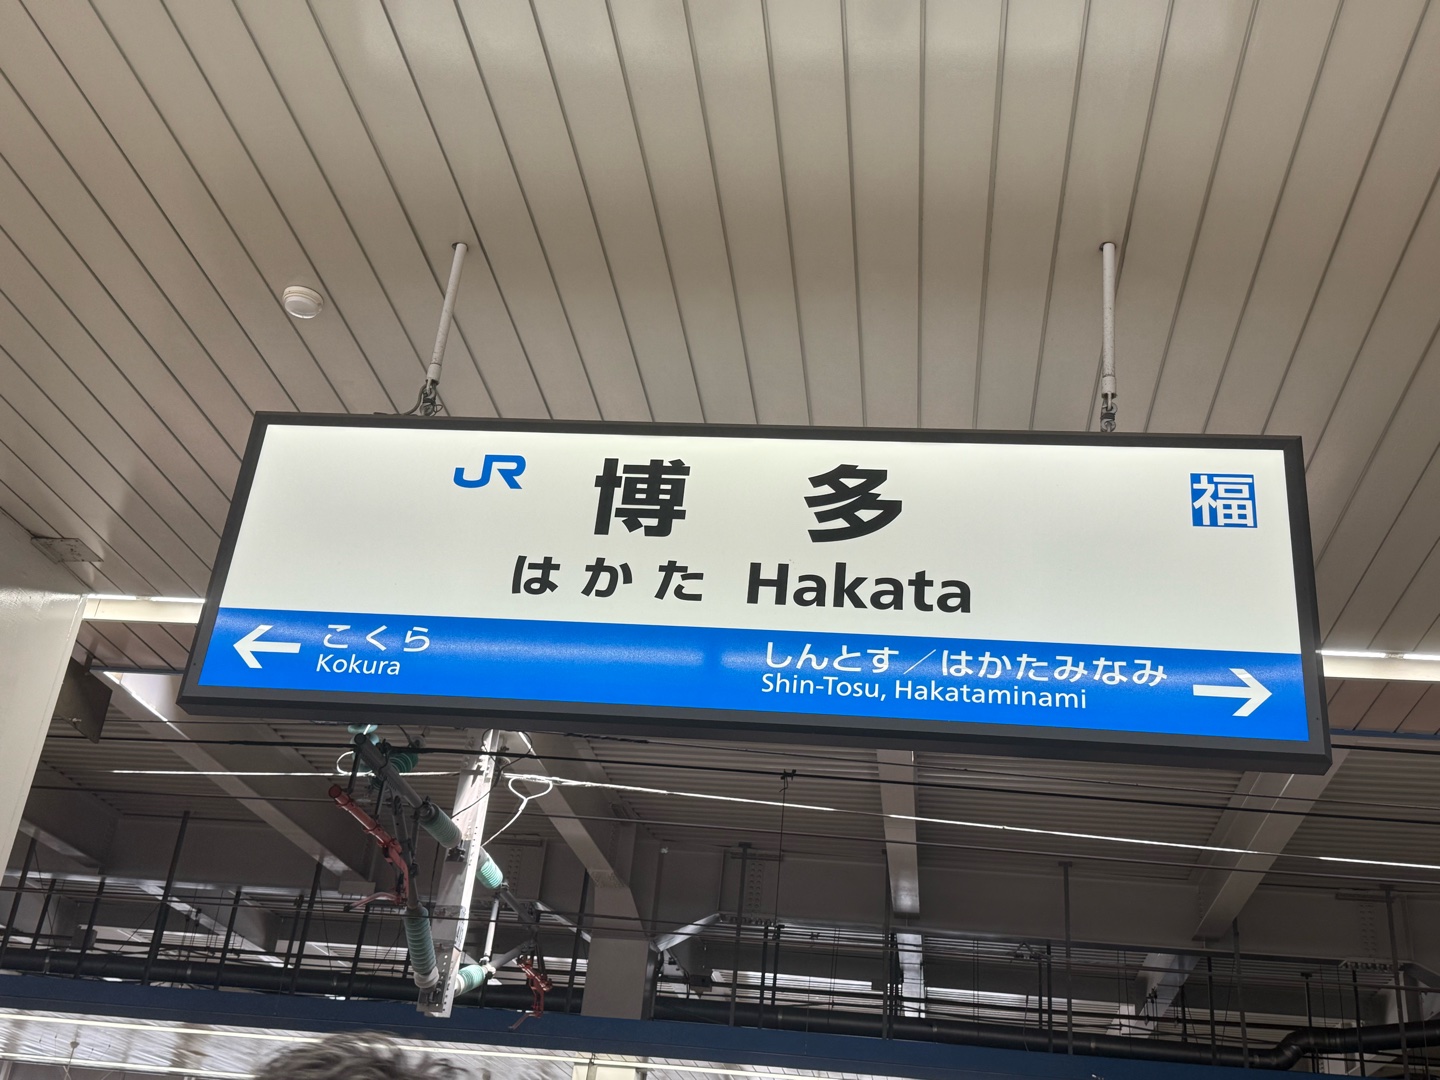 JR 博多 福
はかた Hakata
← こくら
Kokura
しんとす／はかたみなみ →
Shin-Tosu, Hakataminami